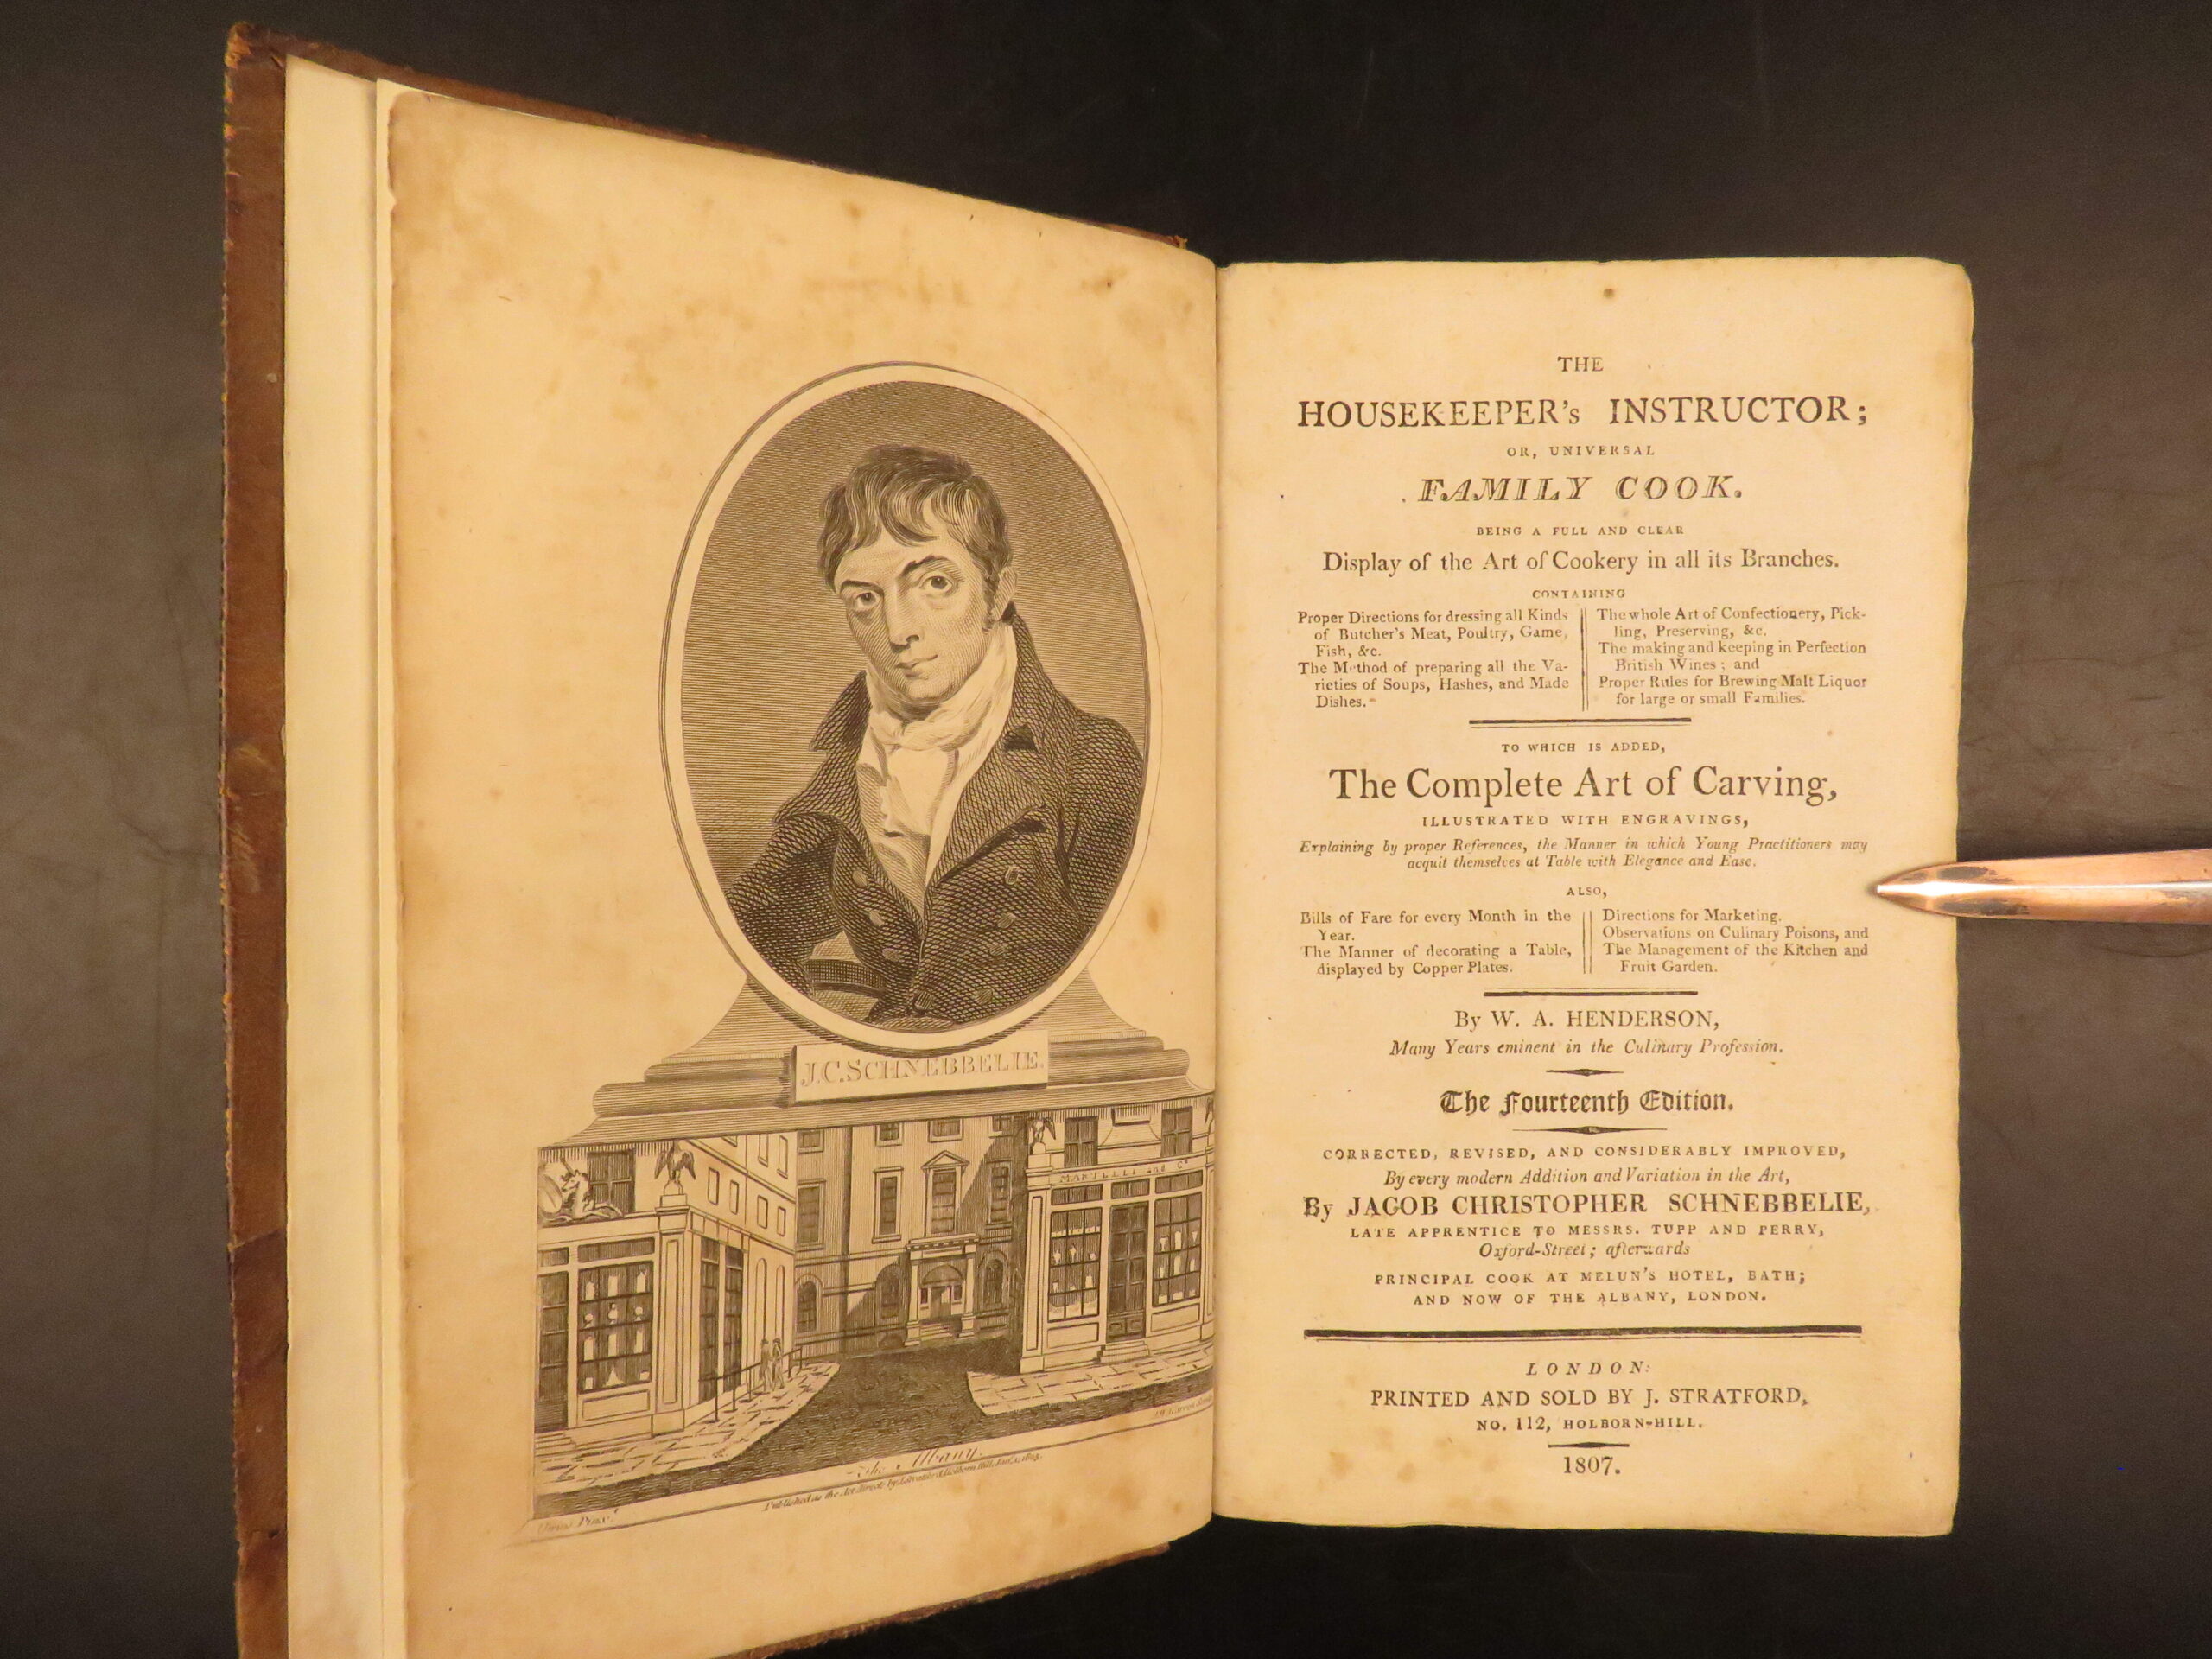 J.C. SCHNEBBELIE.
MANTELLI and Co
The Albany.
Published as the Act directs by
Pinxt
THE
HOUSEKEEPER's INSTRUCTOR;
OR, UNIVERSAL
FAMILY COOK.
BEING A FULL AND CLEAR
Display of the Art of Cookery in all its Branches.
CONTAINING
Proper Directions for dressing all Kinds
of Butcher's Meat, Poultry, Game,
Fish, &c.
The Method of preparing all the Va-
rieties of Soups, Hashes, and Made
Dishes.
The whole Art of Confectionery, Pick-
ling, Preserving, &c.
The making and keeping in Perfection
British Wines; and
Proper Rules for Brewing Malt Liquor
for large or small Families.
TO WHICH IS ADDED,
The Complete Art of Carving,
ILLUSTRATED WITH ENGRAVINGS,
Explaining by proper References, the Manner in which Young Practitioners may
acquit themselves at Table with Elegance and Ease.
ALSO,
Bills of Fare for every Month in the
Year.
The Manner of decorating a Table,
displayed by Copper Plates.
Directions for Marketing.
Observations on Culinary Poisons, and
The Management of the Kitchen and
Fruit Garden.
By W. A. HENDERSON,
Many Years eminent in the Culinary Profession.
The Fourteenth Edition.
CORRECTED, REVISED, AND CONSIDERABLY IMPROVED,
By every modern Addition and Variation in the Art,
By JACOB CHRISTOPHER SCHNEBBELIE,
LATE APPRENTICE TO MESSRS. TUPP AND PERRY,
Oxford-Street; afterwards
PRINCIPAL COOK AT MELUN'S HOTEL, BATH;
AND NOW OF THE ALBANY, LONDON.
LONDON:
PRINTED AND SOLD BY J. STRATFORD,
NO. 112, HOLBORN-HILL.
1807.